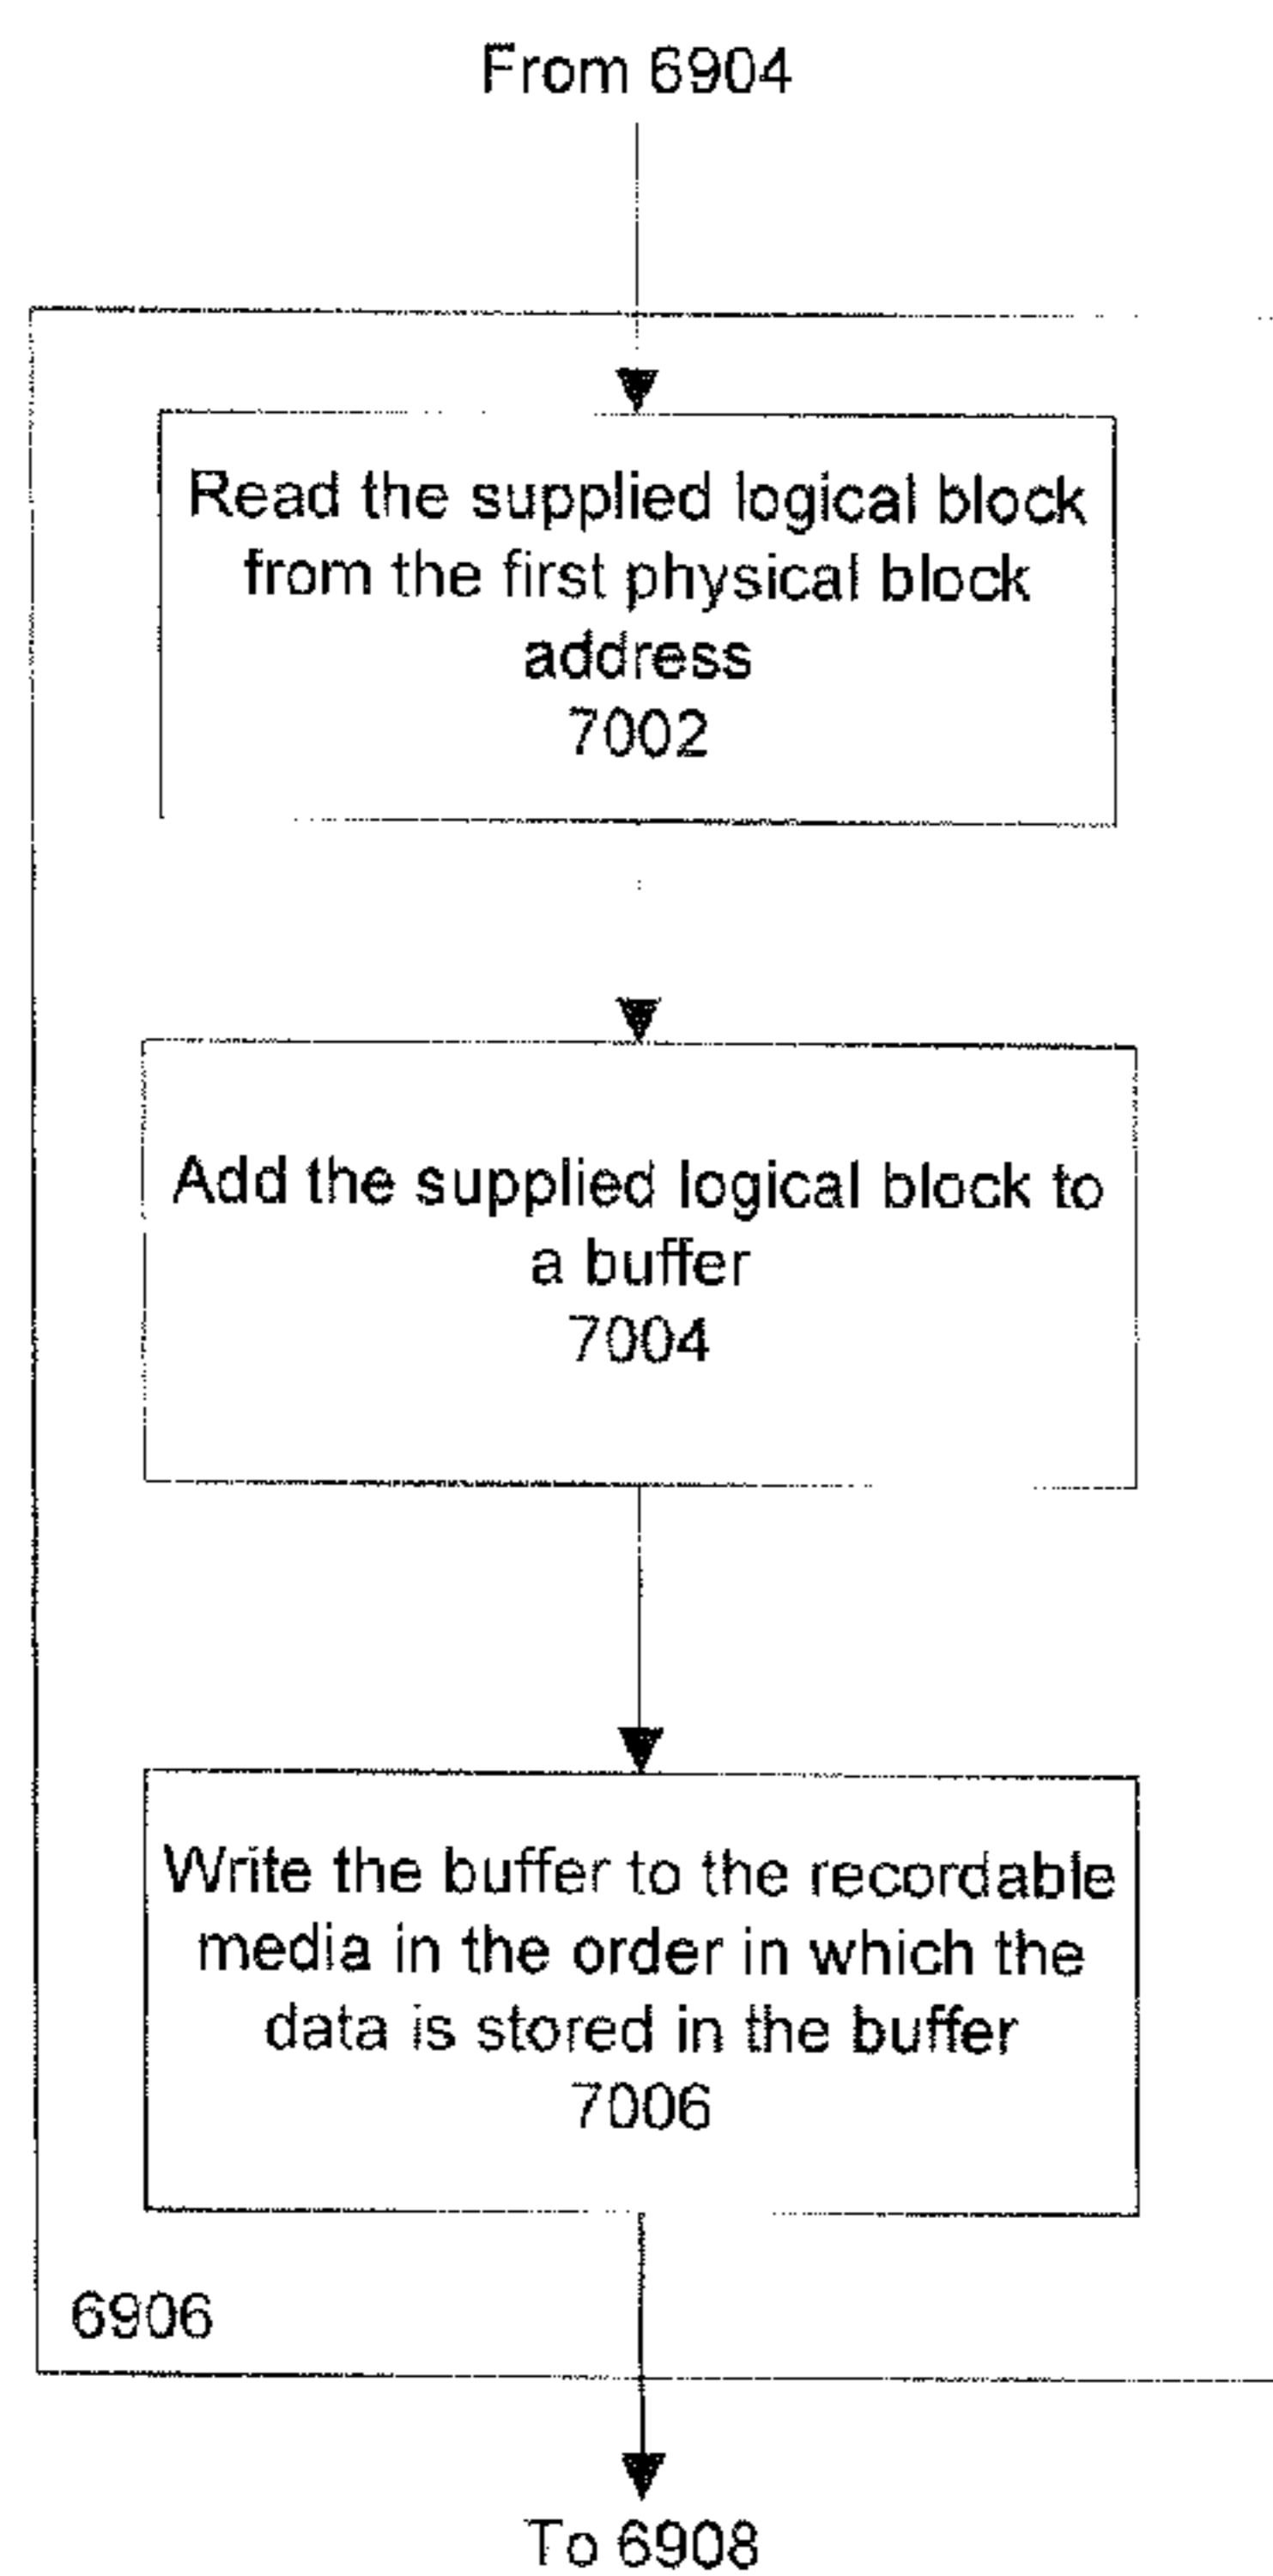 From 6904
Read the supplied logical block
from the first physical block
address
7002
Add the supplied logical block to
a buffer
7004
Write the buffer to the recordable
media in the order in which the
data is stored in the buffer
7006
6906
To 6908